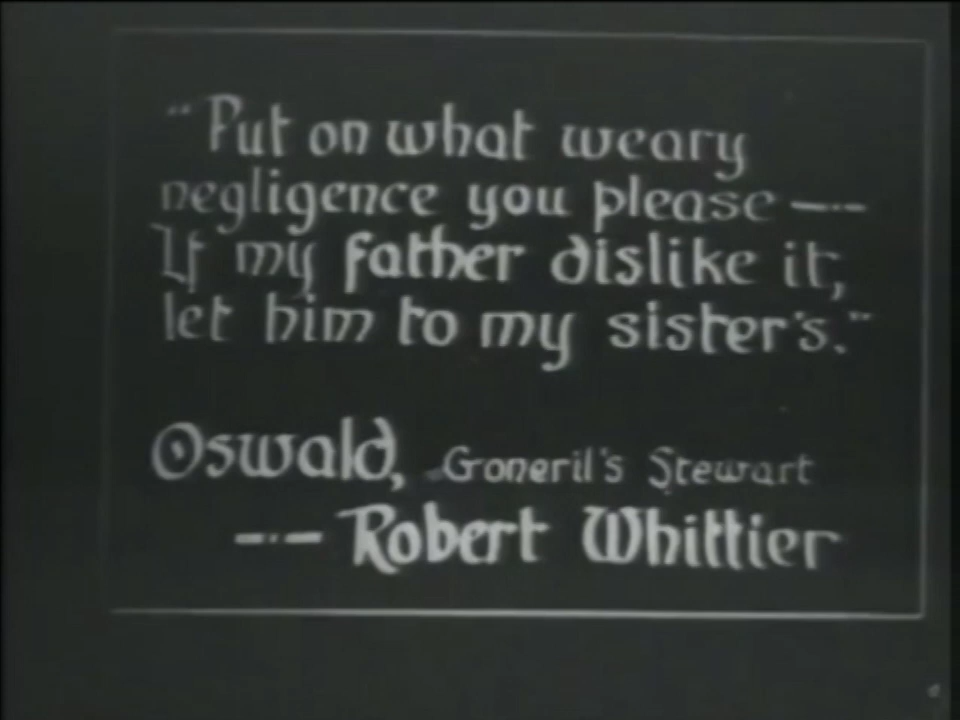 "Put on what weary
negligence you please —·—
If my father dislike it,
let him to my sister's."
Oswald, Goneril's Stewart
—·— Robert Whittier